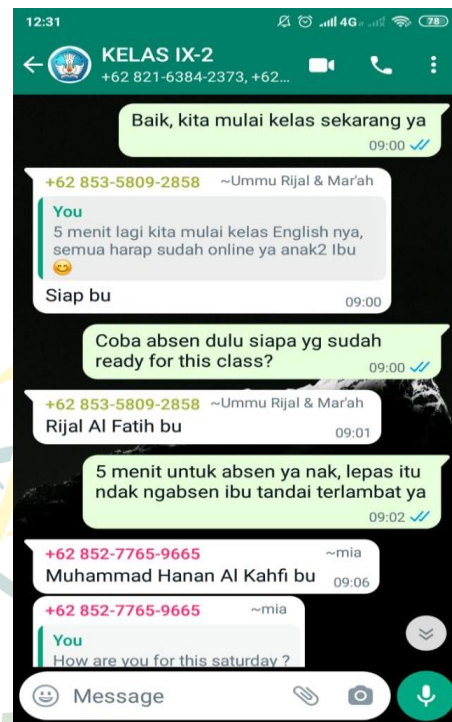 12:31
4G
78
KELAS IX-2
+62 821-6384-2373, +62...
Baik, kita mulai kelas sekarang ya
09:00
+62 853-5809-2858 ~Ummu Rijal & Mar'ah
You
5 menit lagi kita mulai kelas English nya,
semua harap sudah online ya anak2 Ibu
😊
Siap bu
09:00
Coba absen dulu siapa yg sudah
ready for this class?
09:00
+62 853-5809-2858 ~Ummu Rijal & Mar'ah
Rijal Al Fatih bu
09:01
5 menit untuk absen ya nak, lepas itu
ndak ngabsen ibu tandai terlambat ya
09:02
+62 852-7765-9665 ~mia
Muhammad Hanan Al Kahfi bu 09:06
+62 852-7765-9665 ~mia
You
How are you for this saturday ?
Message